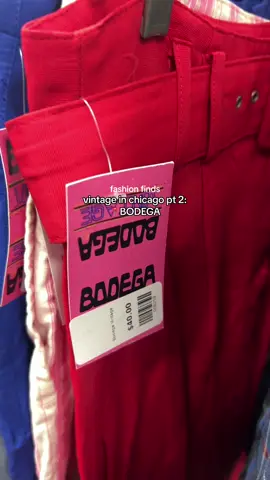 fashion finds
vintage in chicago pt 2:
BODEGA
BODEGA
BODEGA
$40.00